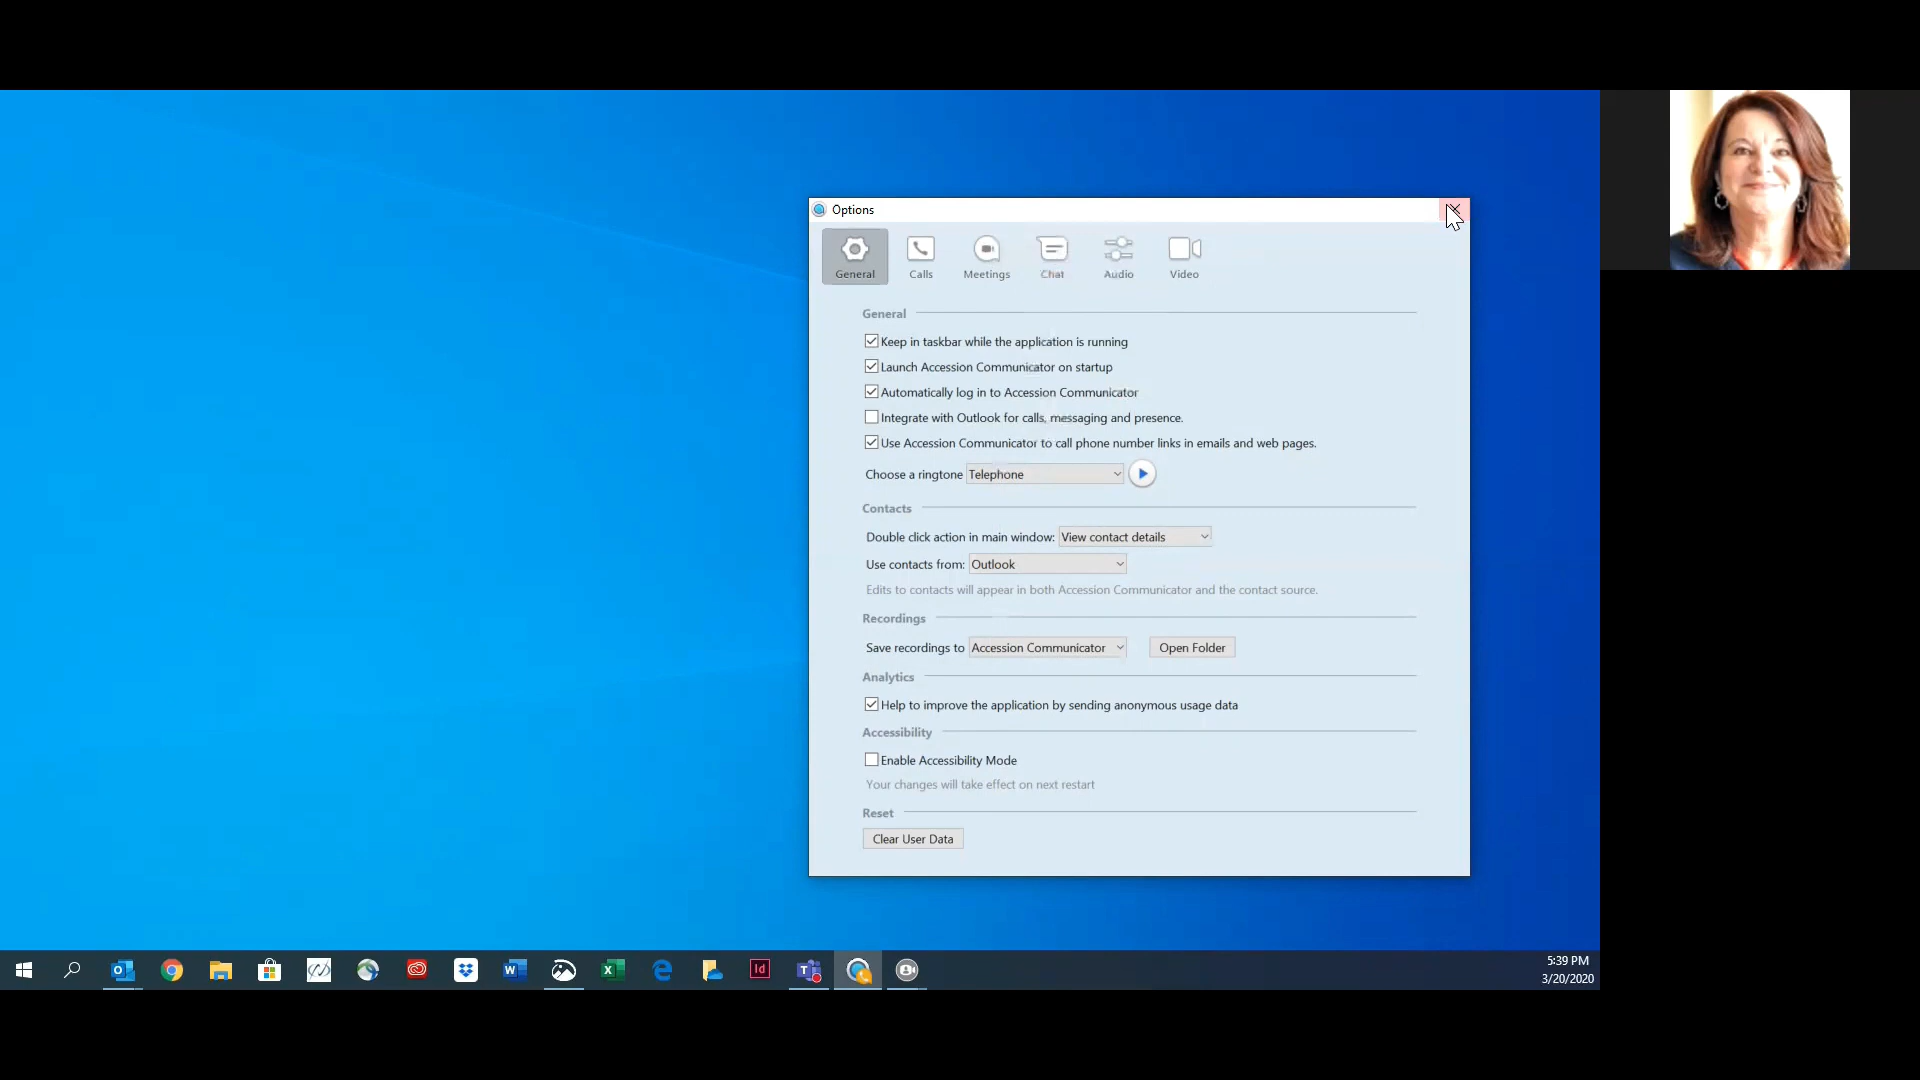 Options
General
Calls
Meetings
Chat
Audio
Video
General
Keep in taskbar while the application is running
Launch Accession Communicator on startup
Automatically log in to Accession Communicator
Integrate with Outlook for calls, messaging and presence.
Use Accession Communicator to call phone number links in emails and web pages.
Choose a ringtone Telephone
Contacts
Double click action in main window: View contact details
Use contacts from: Outlook
Edits to contacts will appear in both Accession Communicator and the contact source.
Recordings
Save recordings to Accession Communicator Open Folder
Analytics
Help to improve the application by sending anonymous usage data
Accessibility
Enable Accessibility Mode
Your changes will take effect on next restart
Reset
Clear User Data
5:39 PM
3/20/2020